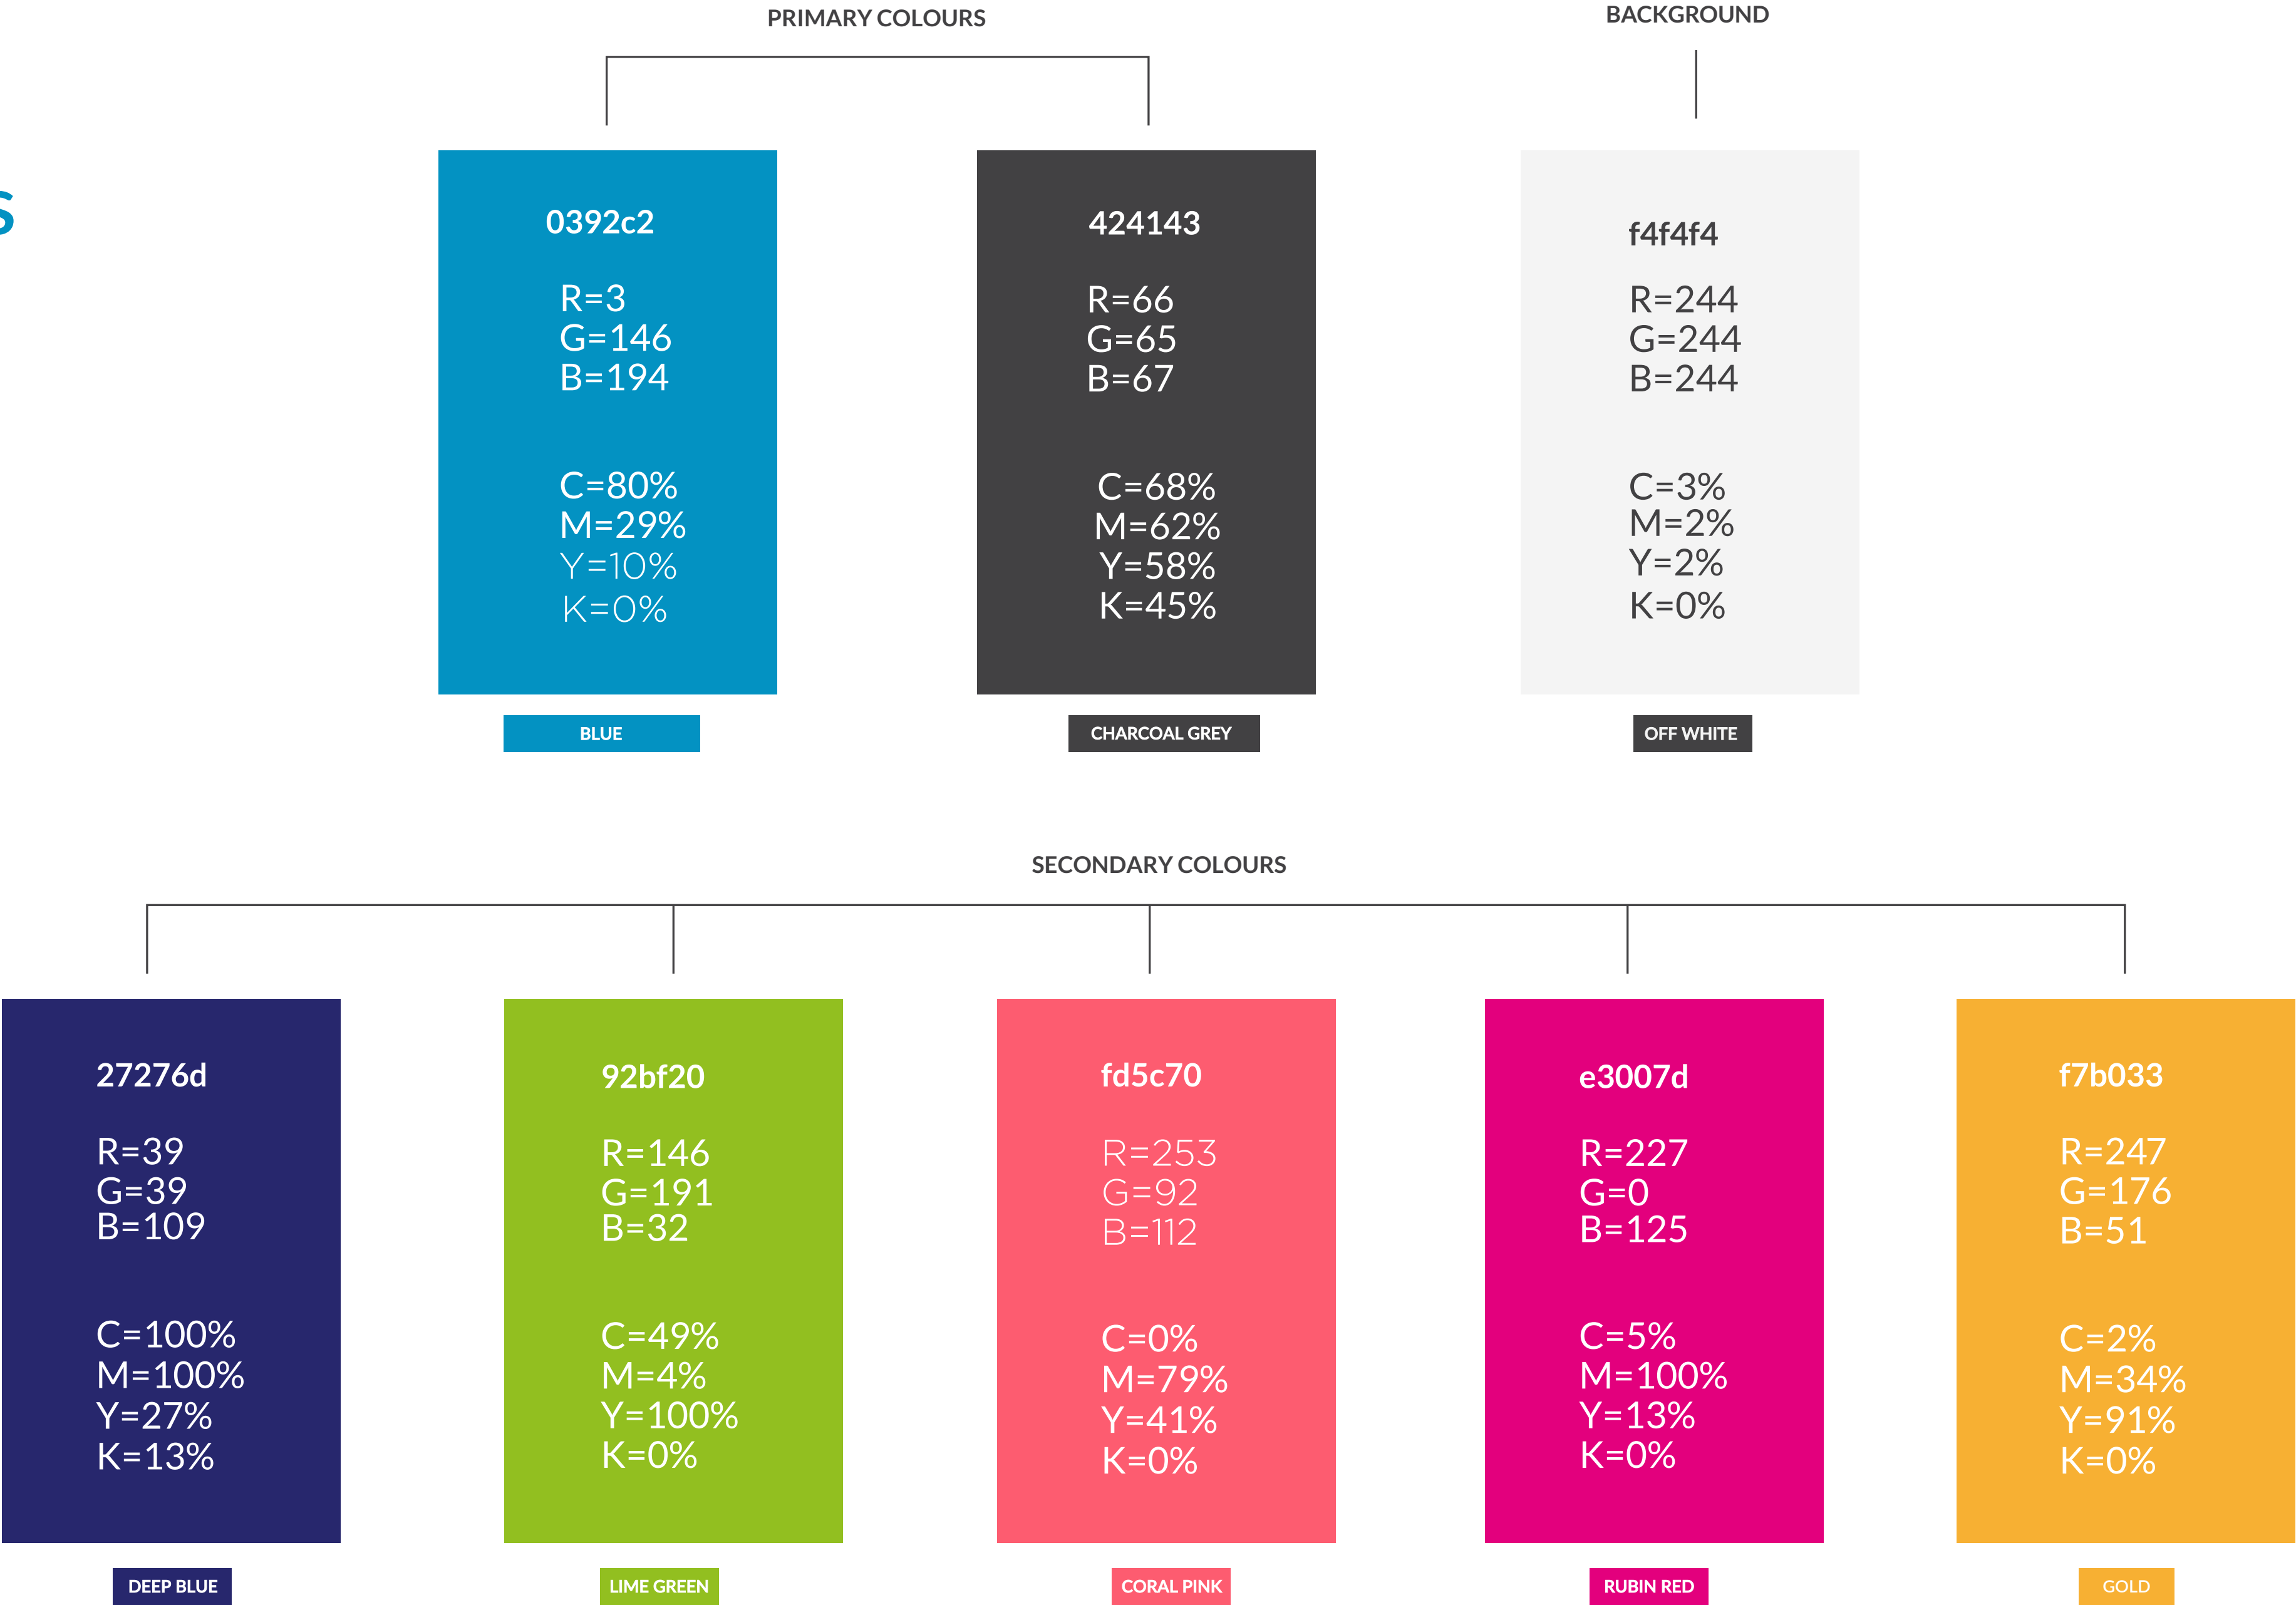 PRIMARY COLOURS
BACKGROUND
S
0392c2
R=3
G=146
B=194
C=80%
M=29%
Y=10%
K=0%
BLUE
424143
R=66
G=65
B=67
C=68%
M=62%
Y=58%
K=45%
CHARCOAL GREY
f4f4f4
R=244
G=244
B=244
C=3%
M=2%
Y=2%
K=0%
OFF WHITE
SECONDARY COLOURS
27276d
R=39
G=39
B=109
C=100%
M=100%
Y=27%
K=13%
DEEP BLUE
92bf20
R=146
G=191
B=32
C=49%
M=4%
Y=100%
K=0%
LIME GREEN
fd5c70
R=253
G=92
B=112
C=0%
M=79%
Y=41%
K=0%
CORAL PINK
e3007d
R=227
G=0
B=125
C=5%
M=100%
Y=13%
K=0%
RUBIN RED
f7b033
R=247
G=176
B=51
C=2%
M=34%
Y=91%
K=0%
GOLD